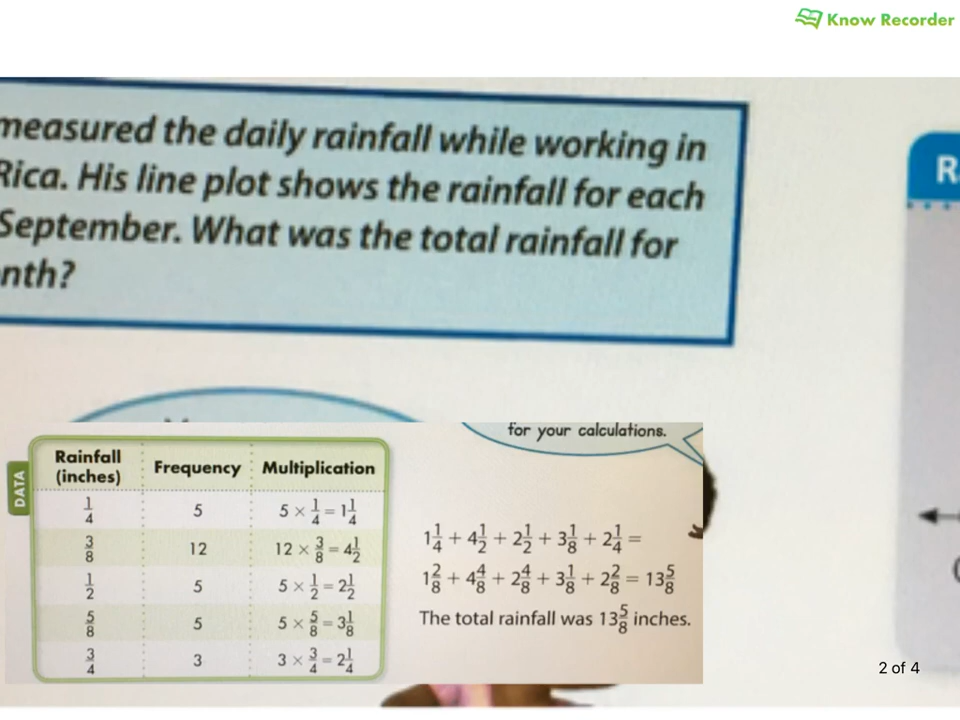 Know Recorder
measured the daily rainfall while working in
Rica. His line plot shows the rainfall for each
September. What was the total rainfall for
nth?
R
for your calculations.
DATA
Rainfall (inches) Frequency Multiplication
1/4 5 5 × 1/4 = 1 1/4
3/8 12 12 × 3/8 = 4 1/2
1/2 5 5 × 1/2 = 2 1/2
5/8 5 5 × 5/8 = 3 1/8
3/4 3 3 × 3/4 = 2 1/4
1 1/4 + 4 1/2 + 2 1/2 + 3 1/8 + 2 1/4 =
1 2/8 + 4 4/8 + 2 4/8 + 3 1/8 + 2 2/8 = 13 5/8
The total rainfall was 13 5/8 inches.
2 of 4